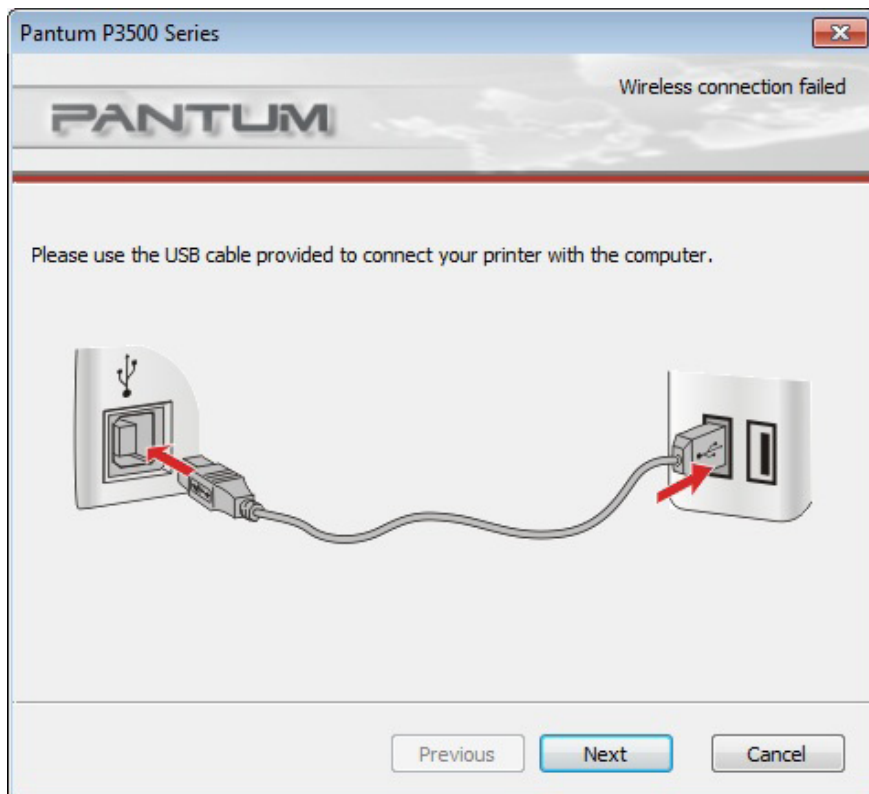 Pantum P3500 Series
Wireless connection failed
PANTUM
Please use the USB cable provided to connect your printer with the computer.
Previous
Next
Cancel